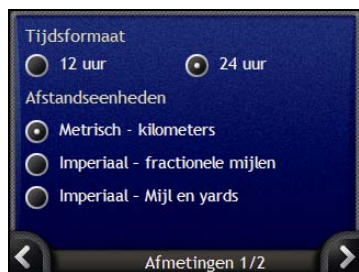 Tijdsformaat
12 uur 24 uur
Afstandseenheden
Metrisch - kilometers
Imperiaal - fractionele mijlen
Imperiaal - Mijl en yards
Afmetingen 1/2